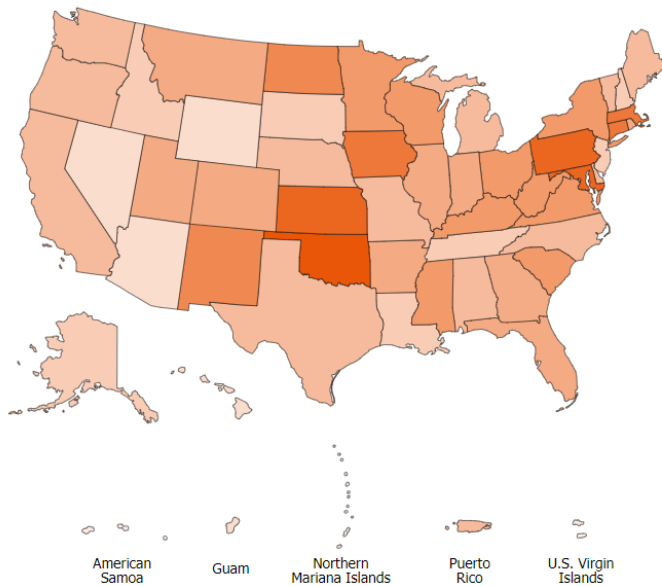 American
Samoa
Guam
Northern
Mariana Islands
Puerto
Rico
U.S. Virgin
Islands